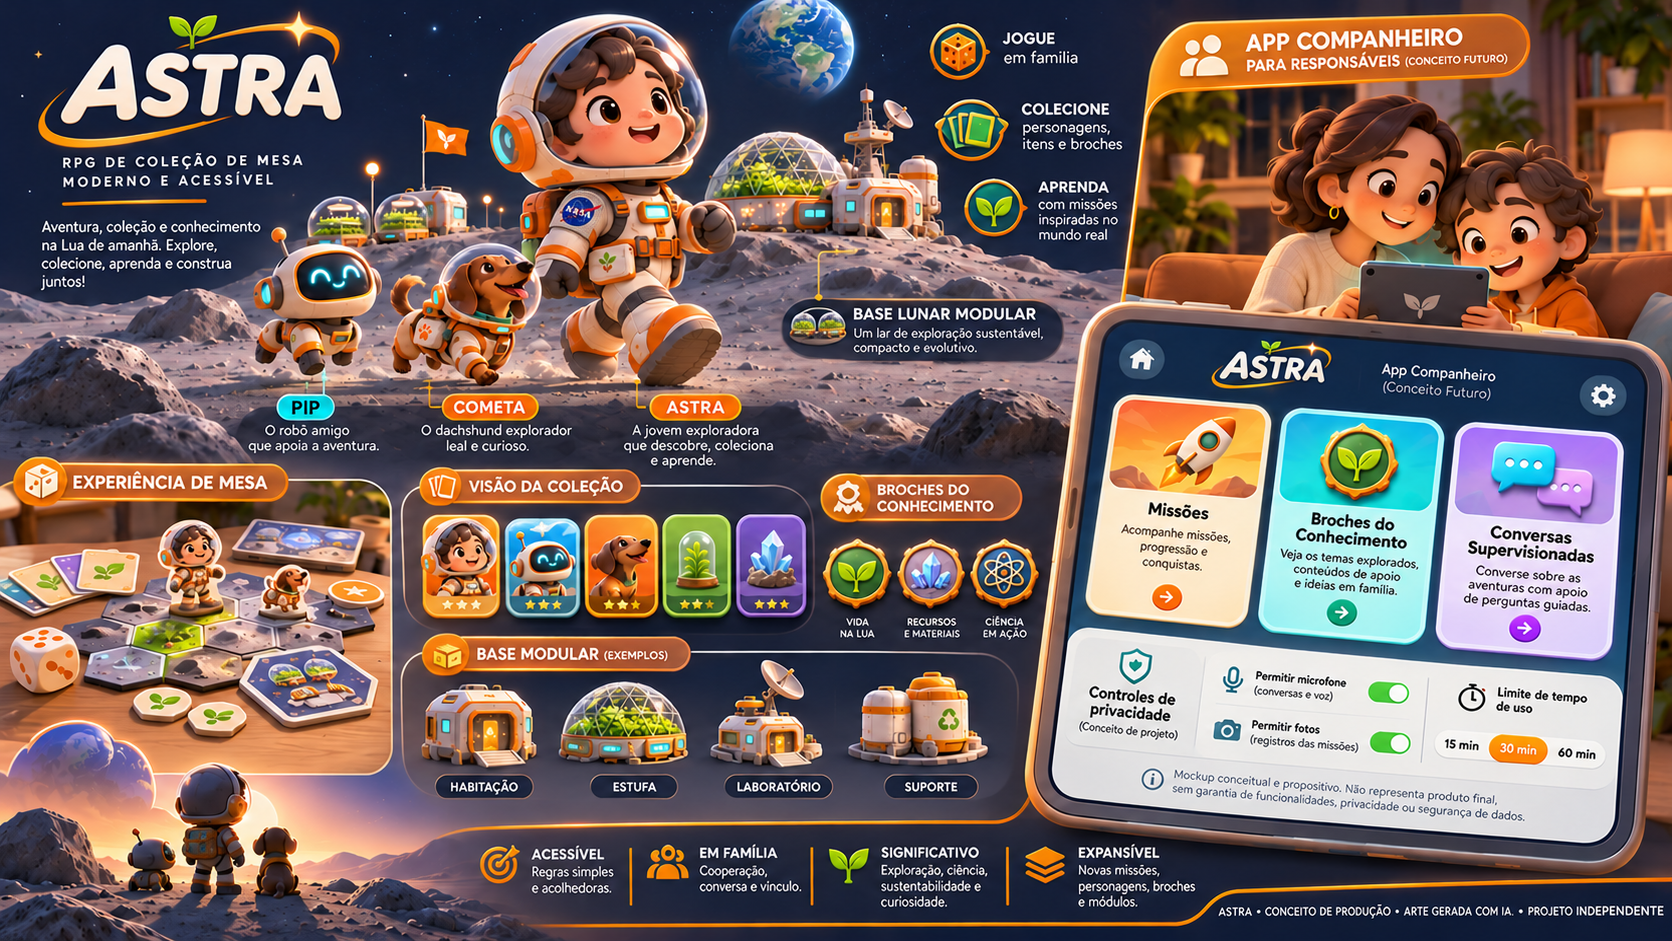 ASTRA
RPG DE COLEÇÃO DE MESA
MODERNO E ACESSÍVEL
Aventura, coleção e conhecimento
na Lua de amanhã. Explore,
colecione, aprenda e construa
juntos!
NASA
JOGUE
em família
COLECIONE
personagens,
itens e broches
APRENDA
com missões
inspiradas no
mundo real
BASE LUNAR MODULAR
Um lar de exploração sustentável,
compacto e evolutivo.
PIP
O robô amigo
que apoia a aventura.
COMETA
O dachshund explorador
leal e curioso.
ASTRA
A jovem exploradora
que descobre, coleciona
e aprende.
APP COMPANHEIRO
PARA RESPONSÁVEIS (CONCEITO FUTURO)
EXPERIÊNCIA DE MESA
VISÃO DA COLEÇÃO
BROCHES DO
CONHECIMENTO
VIDA
NA LUA
RECURSOS
E MATERIAIS
CIÊNCIA
EM AÇÃO
BASE MODULAR (EXEMPLOS)
HABITAÇÃO
ESTUFA
LABORATÓRIO
SUPORTE
ASTRA
App Companheiro
(Conceito Futuro)
Missões
Acompanhe missões,
progressão e
conquistas.
Broches do
Conhecimento
Veja os temas explorados,
conteúdos de apoio
e ideias em família.
Conversas
Supervisionadas
Converse sobre as
aventuras com apoio
de perguntas guiadas.
Controles de
privacidade
(Conceito de projeto)
Permitir microfone
(conversas e voz)
Permitir fotos
(registros das missões)
Limite de tempo
de uso
15 min 30 min 60 min
Mockup conceitual e propositivo. Não representa produto final,
sem garantia de funcionalidades, privacidade ou segurança de dados.
ACESSÍVEL
Regras simples
e acolhedoras.
EM FAMÍLIA
Cooperação,
conversa e vínculo.
SIGNIFICATIVO
Exploração, ciência,
sustentabilidade e
curiosidade.
EXPANSÍVEL
Novas missões,
personagens, broches
e módulos.
ASTRA • CONCEITO DE PRODUÇÃO • ARTE GERADA COM IA. • PROJETO INDEPENDENTE